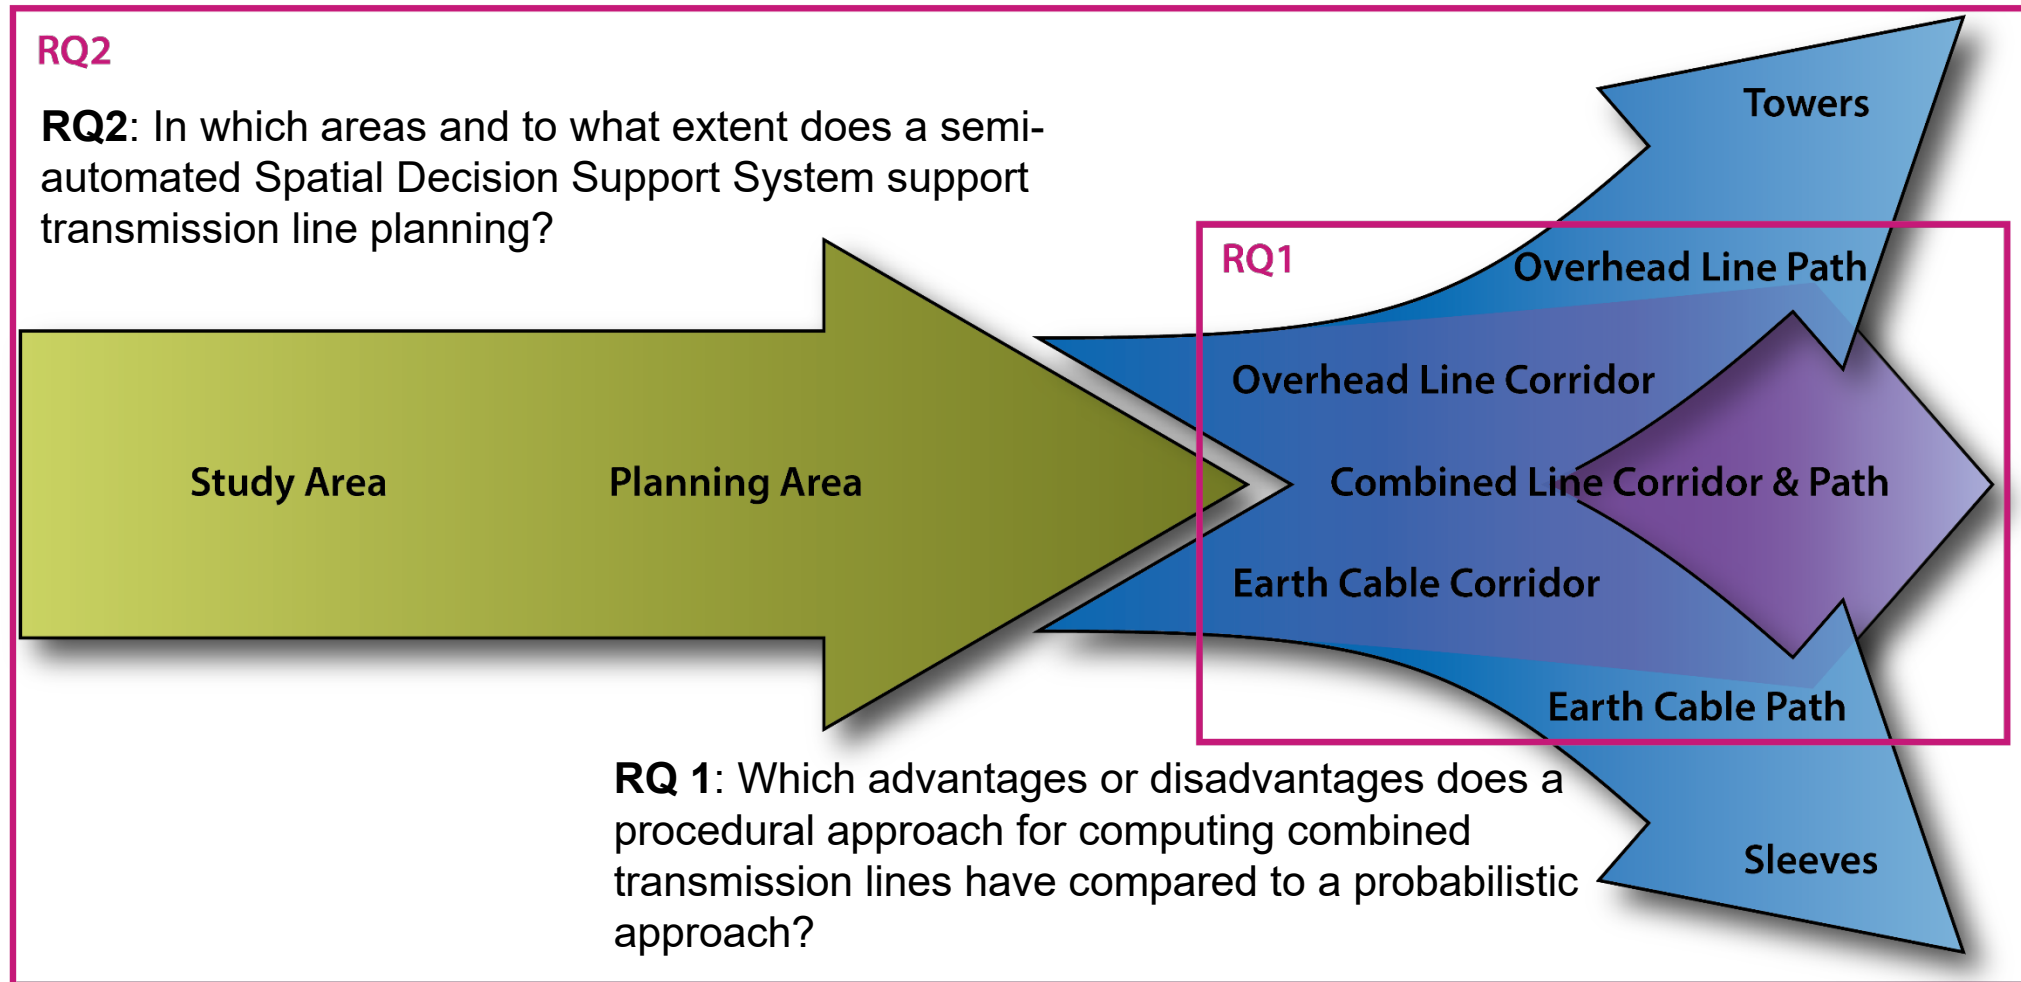 RQ2
RQ2: In which areas and to what extent does a semi-
automated Spatial Decision Support System support
transmission line planning?
Towers
RQ1
Overhead Line Path
Overhead Line Corridor
Study Area
Planning Area
Combined Line Corridor & Path
Earth Cable Corridor
Earth Cable Path
RQ 1: Which advantages or disadvantages does a
procedural approach for computing combined
transmission lines have compared to a probabilistic
approach?
Sleeves